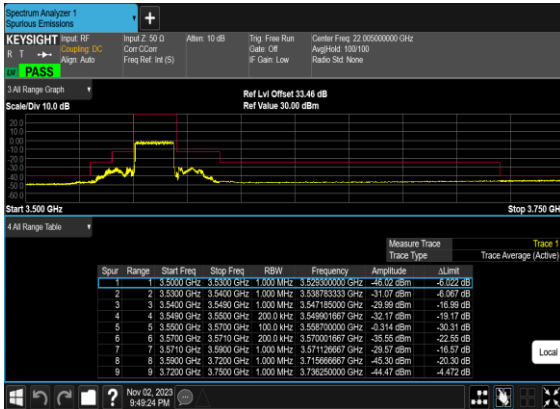 Spectrum Analyzer 1
Spurious Emissions
+
KEYSIGHT Input: RF Input Z: 50 Ω Atten: 10 dB Trig: Free Run Center Freq: 22.005000000 GHz
R T Coupling: DC Corr CCorr Gate: Off Avg|Hold: 100/100
Align: Auto Freq Ref: Int (S) IF Gain: Low Radio Std: None
PASS
3 All Range Graph
Ref Lvl Offset 33.46 dB
Scale/Div 10.0 dB Ref Value 30.00 dBm
20.0
10.0
0.00
-10.0
-20.0
-30.0
-40.0
-50.0
-60.0
Start 3.500 GHz Stop 3.750 GH
4 All Range Table
Measure Trace Trace 1
Trace Type Trace Average (Active)
Spur Range Start Freq Stop Freq RBW Frequency Amplitude ΔLimit
1 1 3.5000 GHz 3.5300 GHz 1.000 MHz 3.529300000 GHz -46.02 dBm -6.022 dB
2 2 3.5300 GHz 3.5400 GHz 1.000 MHz 3.538783333 GHz -31.07 dBm -6.067 dB
3 3 3.5400 GHz 3.5490 GHz 1.000 MHz 3.547185000 GHz -29.99 dBm -16.99 dB
4 4 3.5490 GHz 3.5500 GHz 200.0 kHz 3.549901667 GHz -32.17 dBm -19.17 dB
5 5 3.5500 GHz 3.5700 GHz 100.0 kHz 3.558700000 GHz -0.314 dBm -30.31 dB
6 6 3.5700 GHz 3.5710 GHz 200.0 kHz 3.570001667 GHz -35.55 dBm -22.55 dB
7 7 3.5710 GHz 3.5900 GHz 1.000 MHz 3.571126667 GHz -29.57 dBm -16.57 dB
8 8 3.5900 GHz 3.7200 GHz 1.000 MHz 3.715666667 GHz -45.30 dBm -20.30 dB
9 9 3.7200 GHz 3.7500 GHz 1.000 MHz 3.736250000 GHz -44.47 dBm -4.472 dB
Local
? Nov 02, 2023
9:49:24 PM